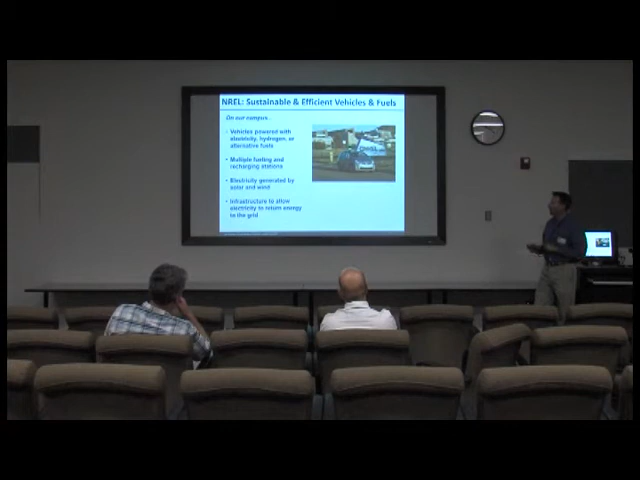 NREL: Sustainable & Efficient Vehicles & Fuels
On our campus...
• Vehicles powered with
electricity, hydrogen, or
alternative fuels
• Multiple fueling and
recharging stations
• Electricity generated by
solar and wind
• Infrastructure to allow
electricity to return energy
to the grid